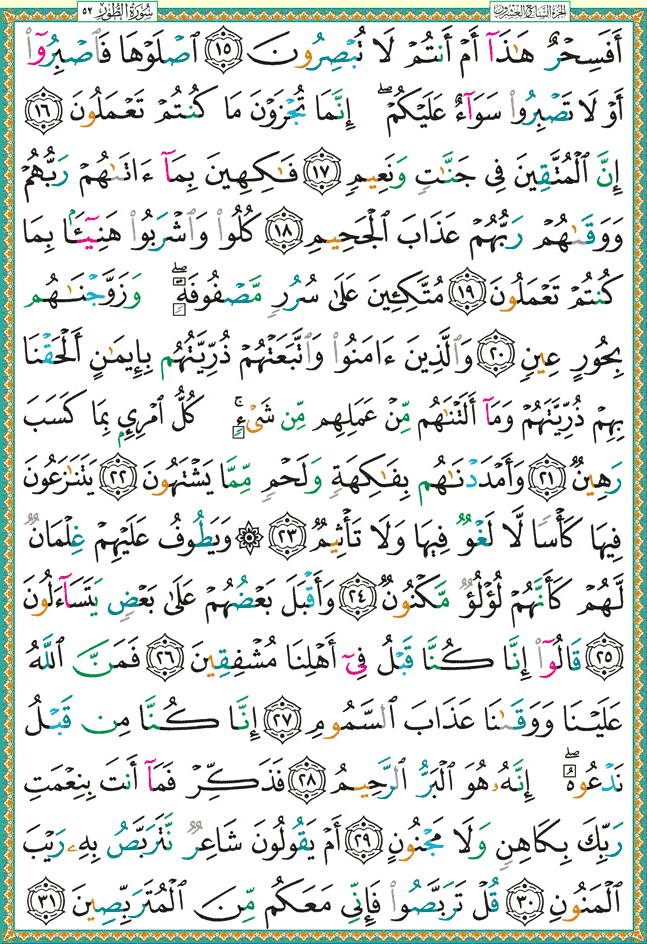 سُورَةُ الطُّورِ ٥٢ الجزء السابع والعشرون
أَفَسِحْرٌ هَٰذَآ أَمْ أَنتُمْ لَا تُبْصِرُونَ ١٥ ٱصْلَوْهَا فَٱصْبِرُوٓا۟
أَوْ لَا تَصْبِرُوا۟ سَوَآءٌ عَلَيْكُمْ ۖ إِنَّمَا تُجْزَوْنَ مَا كُنتُمْ تَعْمَلُونَ ١٦
إِنَّ ٱلْمُتَّقِينَ فِى جَنَّٰتٍ وَنَعِيمٍ ١٧ فَٰكِهِينَ بِمَآ ءَاتَىٰهُمْ رَبُّهُمْ
وَوَقَىٰهُمْ رَبُّهُمْ عَذَابَ ٱلْجَحِيمِ ١٨ كُلُوا۟ وَٱشْرَبُوا۟ هَنِيٓـًٔۢا بِمَا
كُنتُمْ تَعْمَلُونَ ١٩ مُتَّكِـِٔينَ عَلَىٰ سُرُرٍ مَّصْفُوفَةٍ ۖ وَزَوَّجْنَٰهُم
بِحُورٍ عِينٍ ٢٠ وَٱلَّذِينَ ءَامَنُوا۟ وَٱتَّبَعَتْهُمْ ذُرِّيَّتُهُم بِإِيمَٰنٍ أَلْحَقْنَا
بِهِمْ ذُرِّيَّتَهُمْ وَمَآ أَلَتْنَٰهُم مِّنْ عَمَلِهِم مِّن شَىْءٍ ۚ كُلُّ ٱمْرِئٍۭ بِمَا كَسَبَ
رَهِينٌ ٢١ وَأَمْدَدْنَٰهُم بِفَٰكِهَةٍ وَلَحْمٍ مِّمَّا يَشْتَهُونَ ٢٢ يَتَنَٰزَعُونَ
فِيهَا كَأْسًا لَّا لَغْوٌ فِيهَا وَلَا تَأْثِيمٌ ٢٣ ۞ وَيَطُوفُ عَلَيْهِمْ غِلْمَانٌ
لَّهُمْ كَأَنَّهُمْ لُؤْلُؤٌ مَّكْنُونٌ ٢٤ وَأَقْبَلَ بَعْضُهُمْ عَلَىٰ بَعْضٍ يَتَسَآءَلُونَ
٢٥ قَالُوٓا۟ إِنَّا كُنَّا قَبْلُ فِىٓ أَهْلِنَا مُشْفِقِينَ ٢٦ فَمَنَّ ٱللَّهُ
عَلَيْنَا وَوَقَىٰنَا عَذَابَ ٱلسَّمُومِ ٢٧ إِنَّا كُنَّا مِن قَبْلُ
نَدْعُوهُ ۖ إِنَّهُۥ هُوَ ٱلْبَرُّ ٱلرَّحِيمُ ٢٨ فَذَكِّرْ فَمَآ أَنتَ بِنِعْمَتِ
رَبِّكَ بِكَاهِنٍ وَلَا مَجْنُونٍ ٢٩ أَمْ يَقُولُونَ شَاعِرٌ نَّتَرَبَّصُ بِهِۦ رَيْبَ
ٱلْمَنُونِ ٣٠ قُلْ تَرَبَّصُوا۟ فَإِنِّى مَعَكُم مِّنَ ٱلْمُتَرَبِّصِينَ ٣١